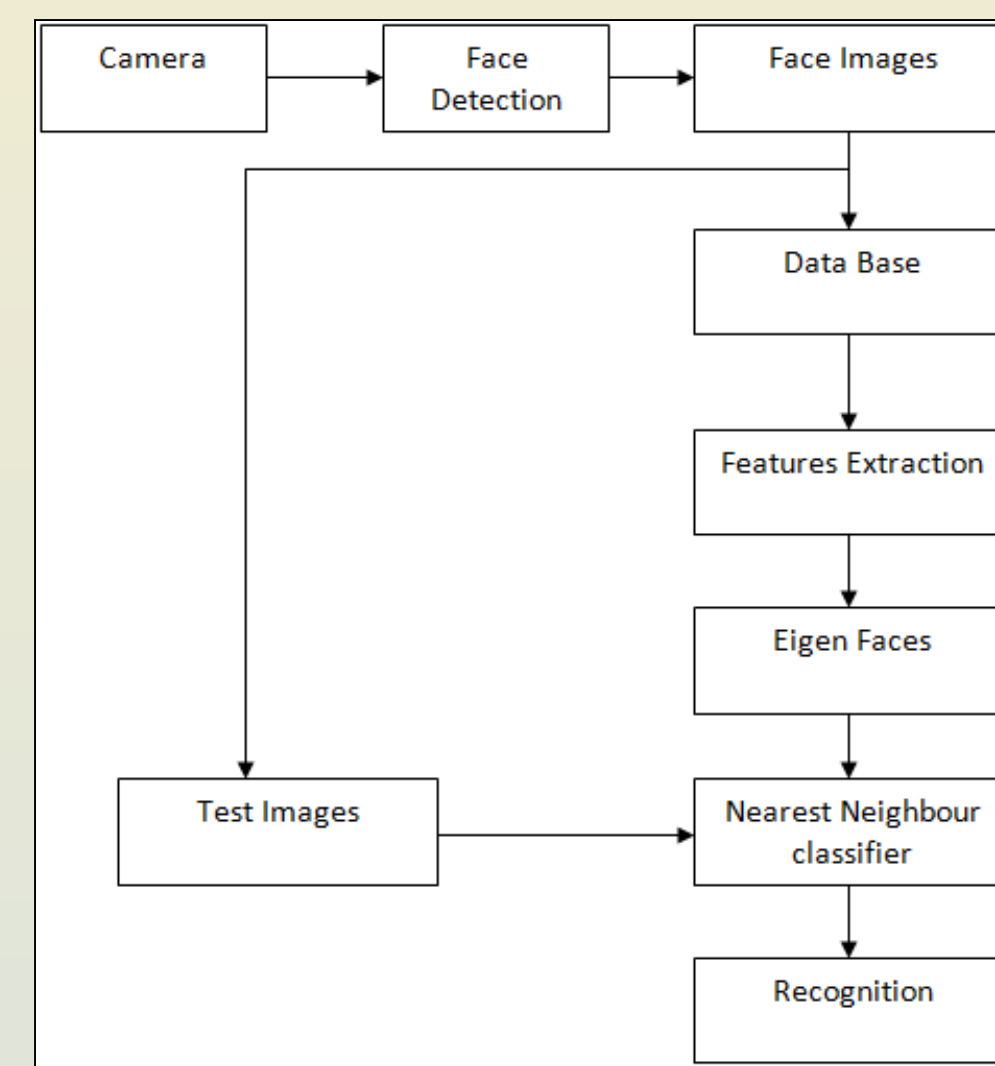 Camera
Face
Detection
Face Images
Data Base
Features Extraction
Eigen Faces
Test Images
Nearest Neighbour
classifier
Recognition